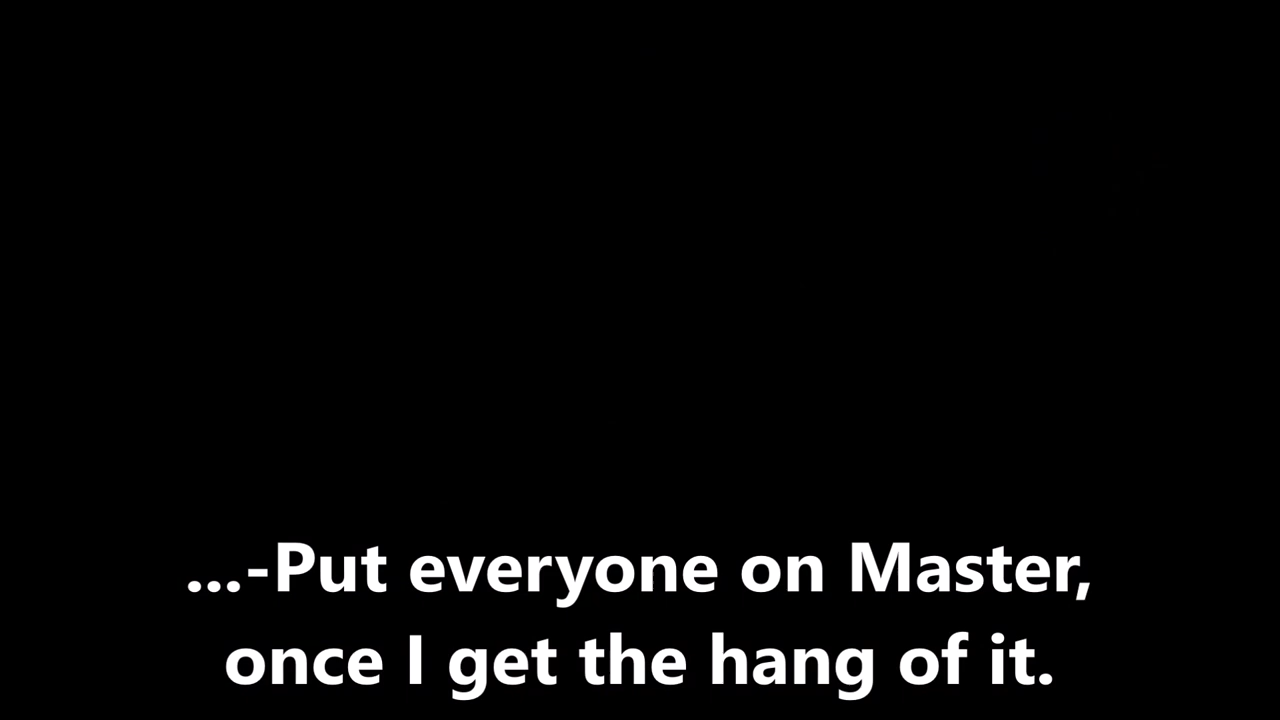 ...-Put everyone on Master,
once I get the hang of it.